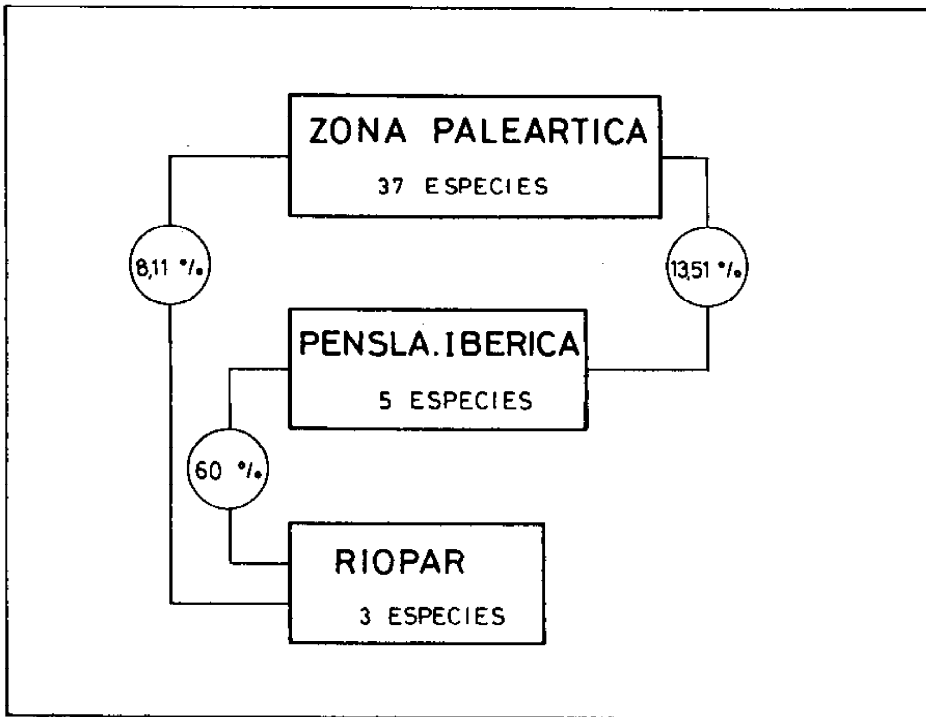 ZONA PALEARTICA
37 ESPECIES
8,11 %
13,51 %
PENSLA. IBERICA
5 ESPECIES
60 %
RIOPAR
3 ESPECIES